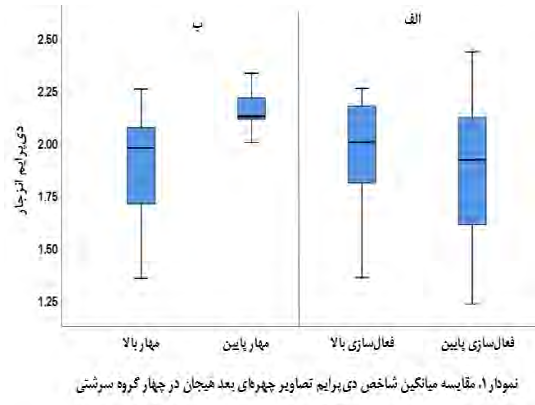 ب
الف
2.50
2.25
2.00
1.75
1.50
1.25
دی‌پرایم انزجار
مهار بالا
مهار پایین
فعال‌سازی بالا
فعال‌سازی پایین
نمودار ۱. مقایسه میانگین شاخص دی‌پرایم تصاویر چهره‌ای بعد هیجان در چهار گروه سرشتی